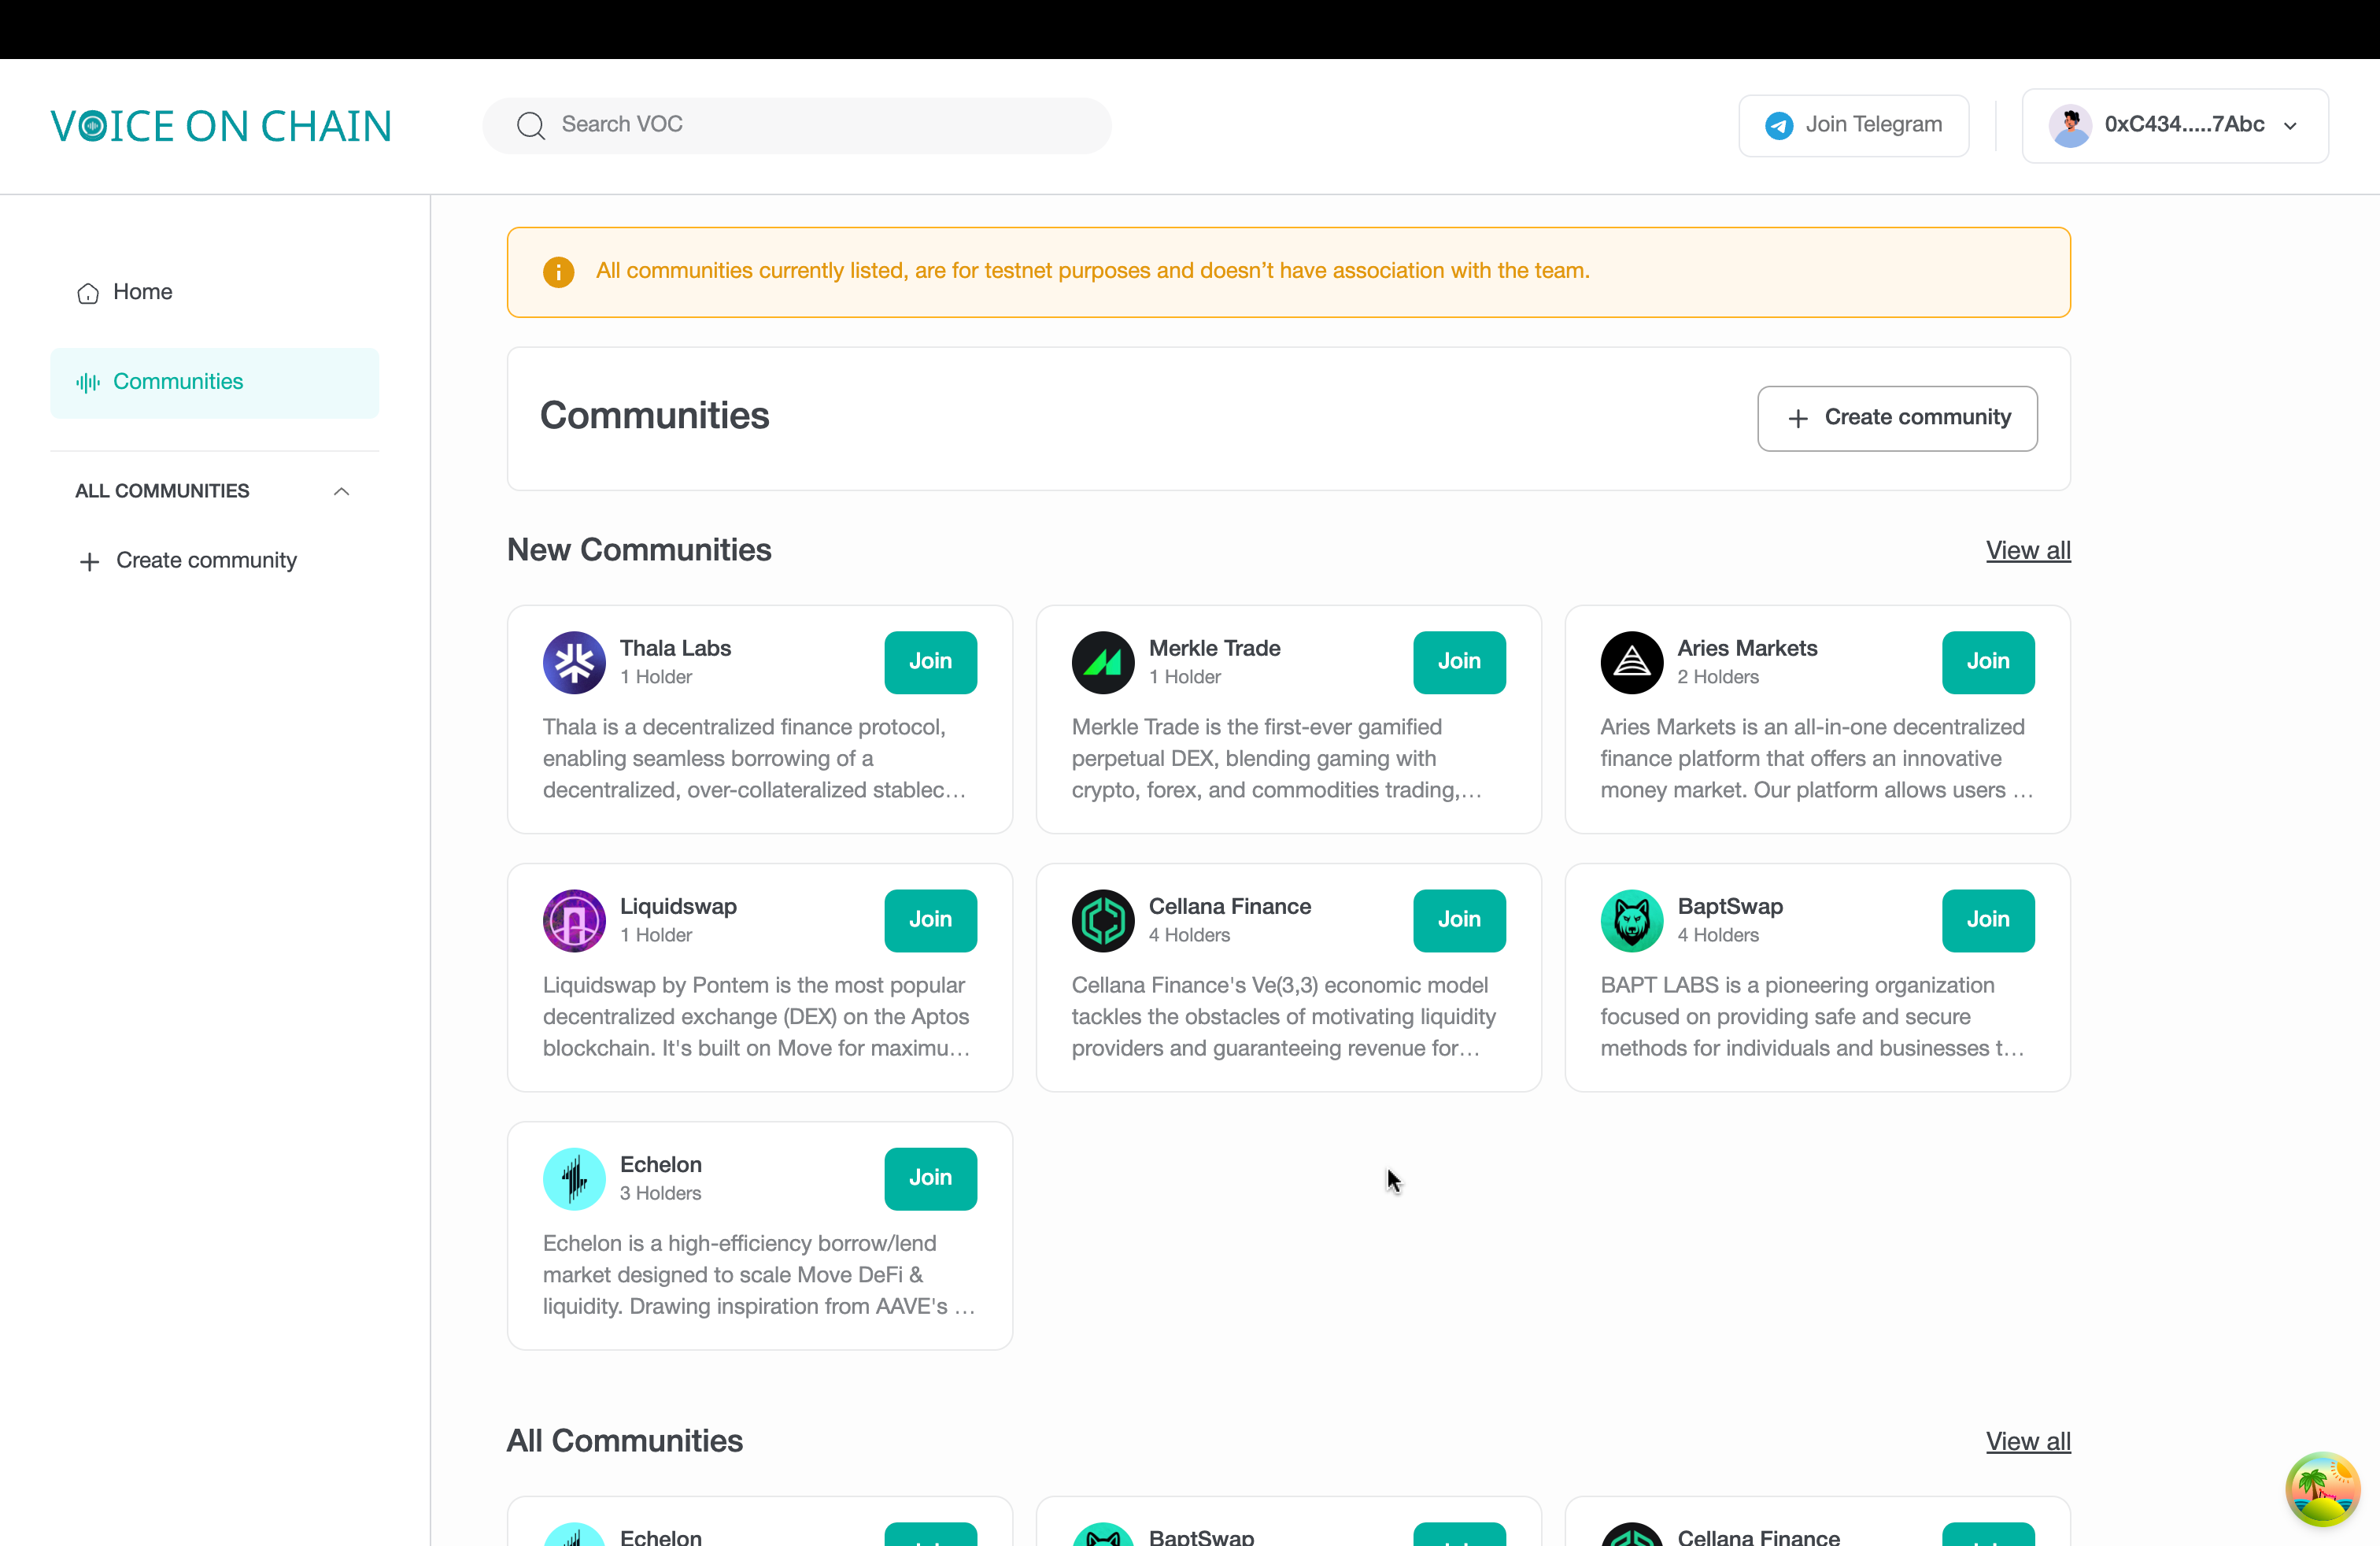 VOICE ON CHAIN
Search VOC
Join Telegram
0xC434.....7Abc
Home
Communities
ALL COMMUNITIES
Create community
All communities currently listed, are for testnet purposes and doesn’t have association with the team.
Communities
Create community
New Communities
View all
Thala Labs
1 Holder
Join
Thala is a decentralized finance protocol,
enabling seamless borrowing of a
decentralized, over-collateralized stablec…
Merkle Trade
1 Holder
Join
Merkle Trade is the first-ever gamified
perpetual DEX, blending gaming with
crypto, forex, and commodities trading,…
Aries Markets
2 Holders
Join
Aries Markets is an all-in-one decentralized
finance platform that offers an innovative
money market. Our platform allows users …
Liquidswap
1 Holder
Join
Liquidswap by Pontem is the most popular
decentralized exchange (DEX) on the Aptos
blockchain. It's built on Move for maximu…
Cellana Finance
4 Holders
Join
Cellana Finance's Ve(3,3) economic model
tackles the obstacles of motivating liquidity
providers and guaranteeing revenue for…
BaptSwap
4 Holders
Join
BAPT LABS is a pioneering organization
focused on providing safe and secure
methods for individuals and businesses t…
Echelon
3 Holders
Join
Echelon is a high-efficiency borrow/lend
market designed to scale Move DeFi &
liquidity. Drawing inspiration from AAVE's …
All Communities
View all
Echelon
BaptSwap
Cellana Finance